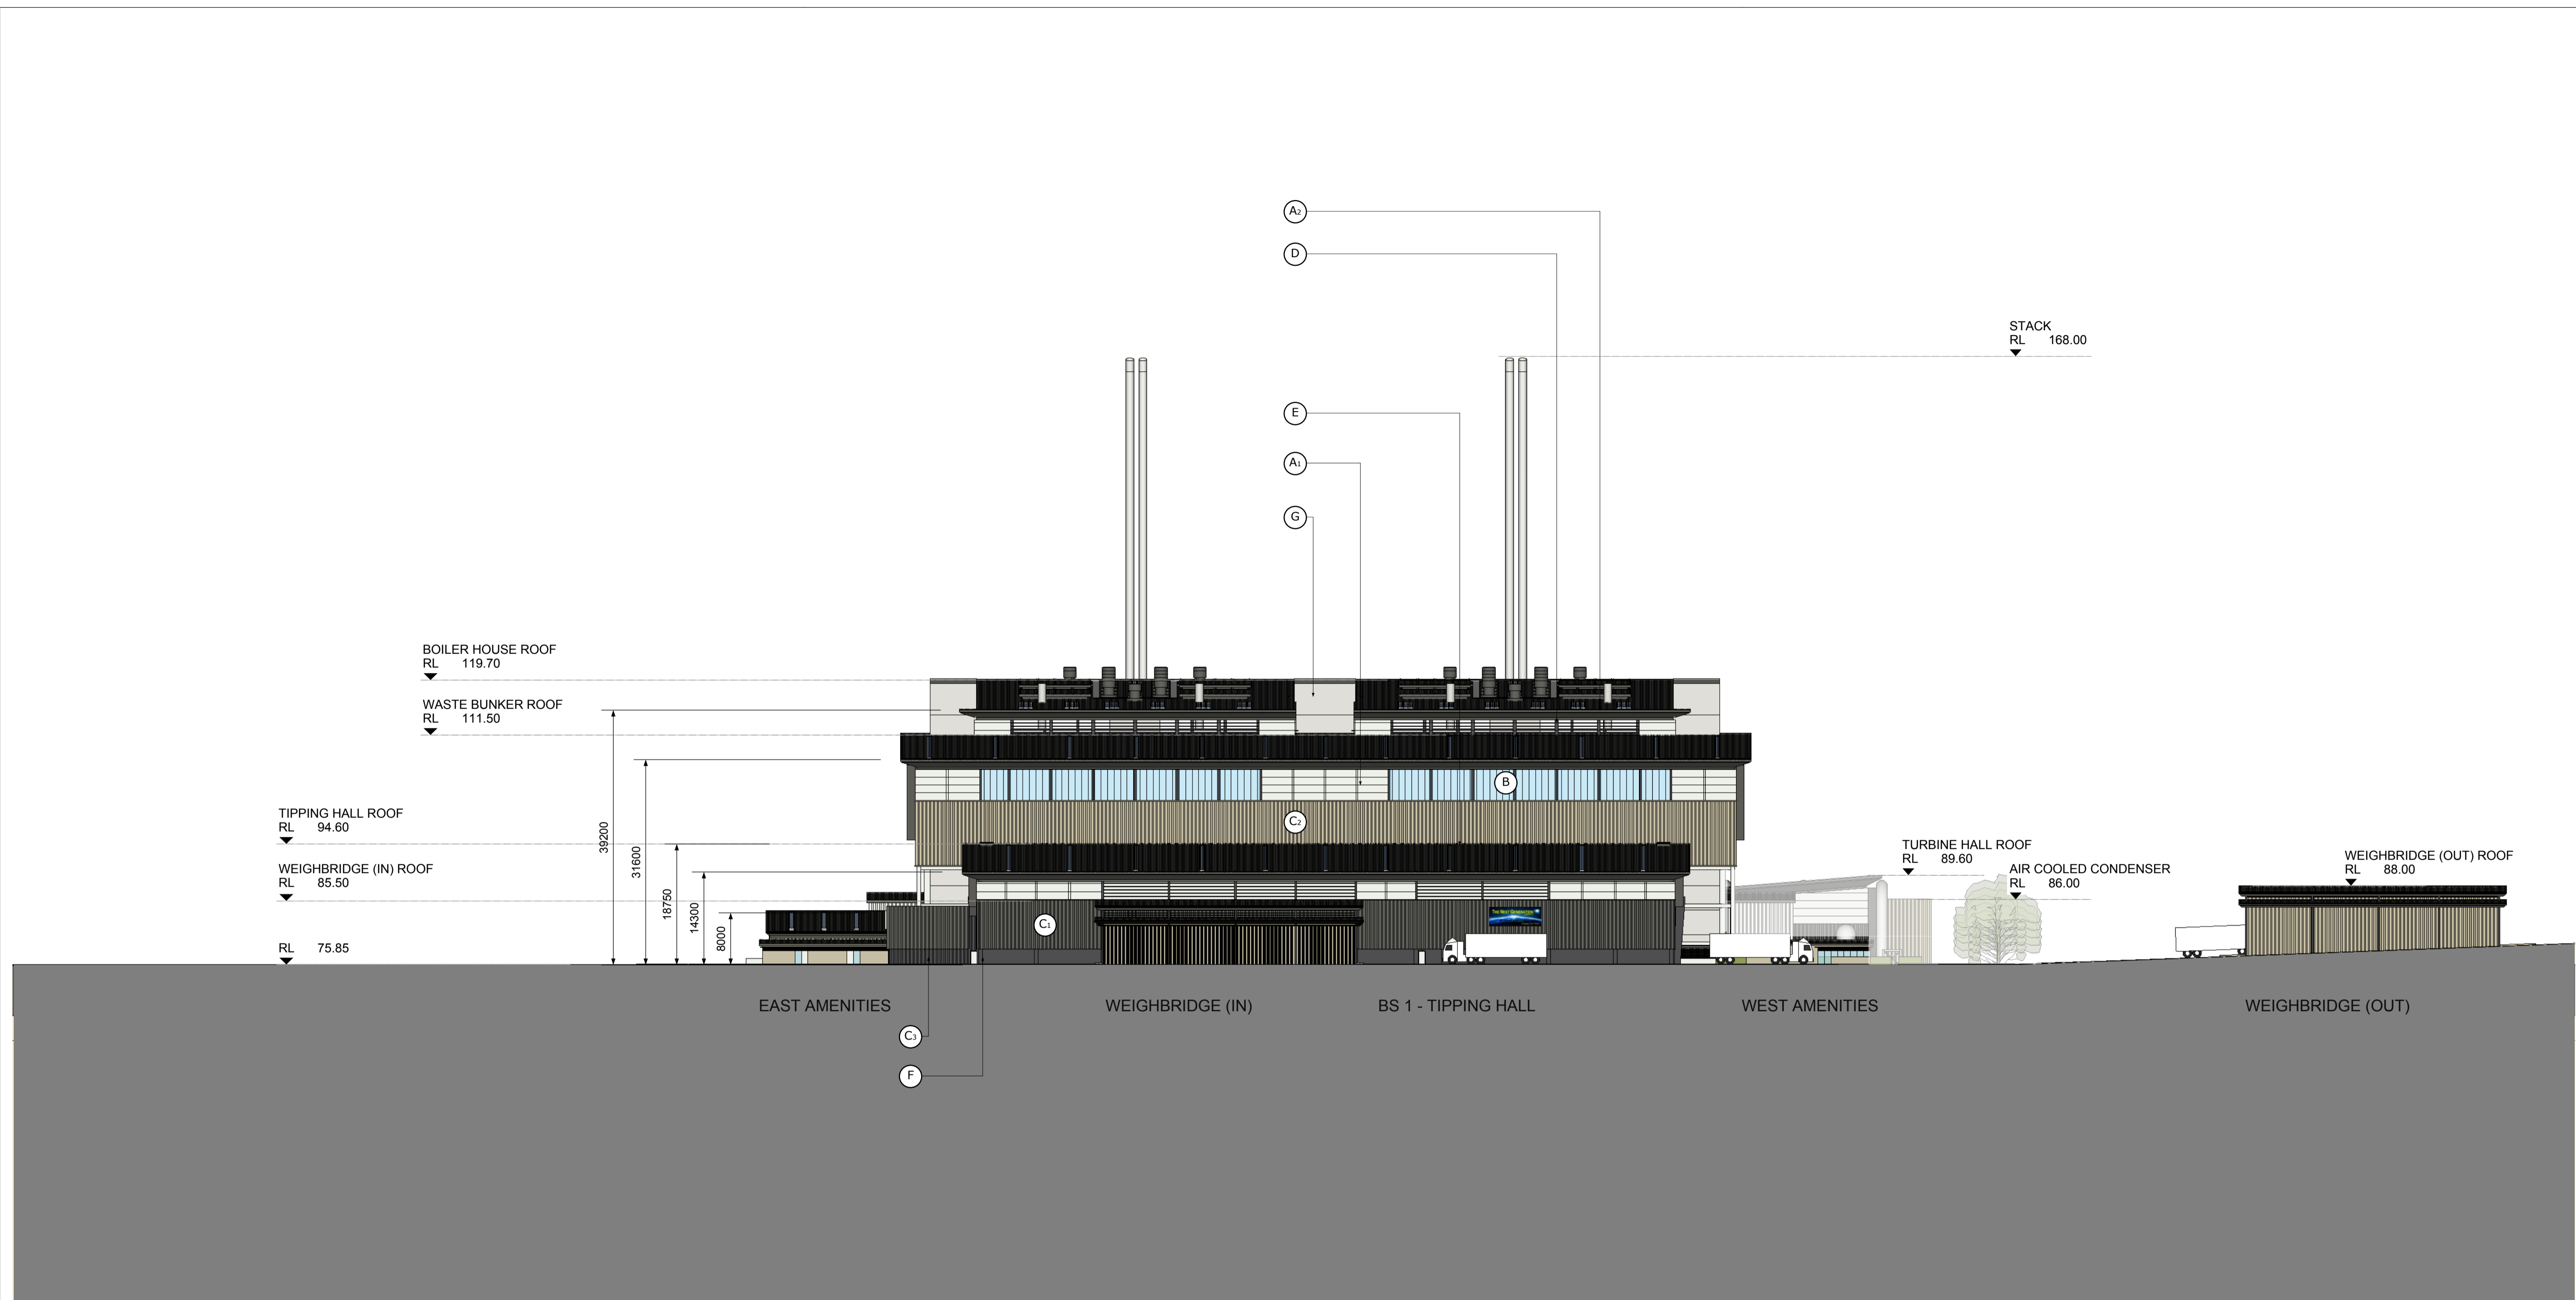 A2
D
STACK
RL 168.00
E
A1
G
BOILER HOUSE ROOF
RL 119.70
WASTE BUNKER ROOF
RL 111.50
B
TIPPING HALL ROOF
RL 94.60
C2
39200
31600
18750
14300
8000
TURBINE HALL ROOF
RL 89.60
WEIGHBRIDGE (OUT) ROOF
RL 88.00
WEIGHBRIDGE (IN) ROOF
RL 85.50
AIR COOLED CONDENSER
RL 86.00
THE NEXT GENERATION
C1
RL 75.85
EAST AMENITIES
WEIGHBRIDGE (IN)
BS 1 - TIPPING HALL
WEST AMENITIES
WEIGHBRIDGE (OUT)
C3
F